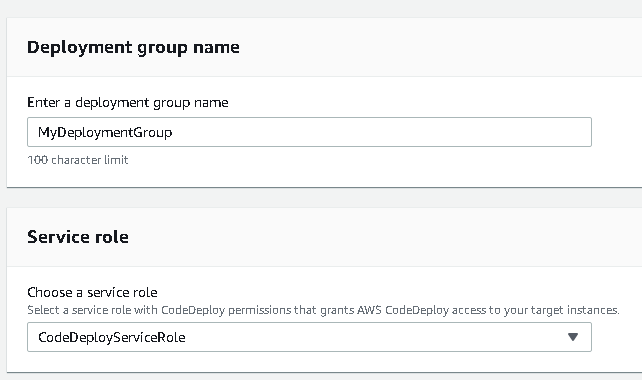 Deployment group name
Enter a deployment group name
MyDeploymentGroup
100 character limit
Service role
Choose a service role
Select a service role with CodeDeploy permissions that grants AWS CodeDeploy access to your target instances.
CodeDeployServiceRole